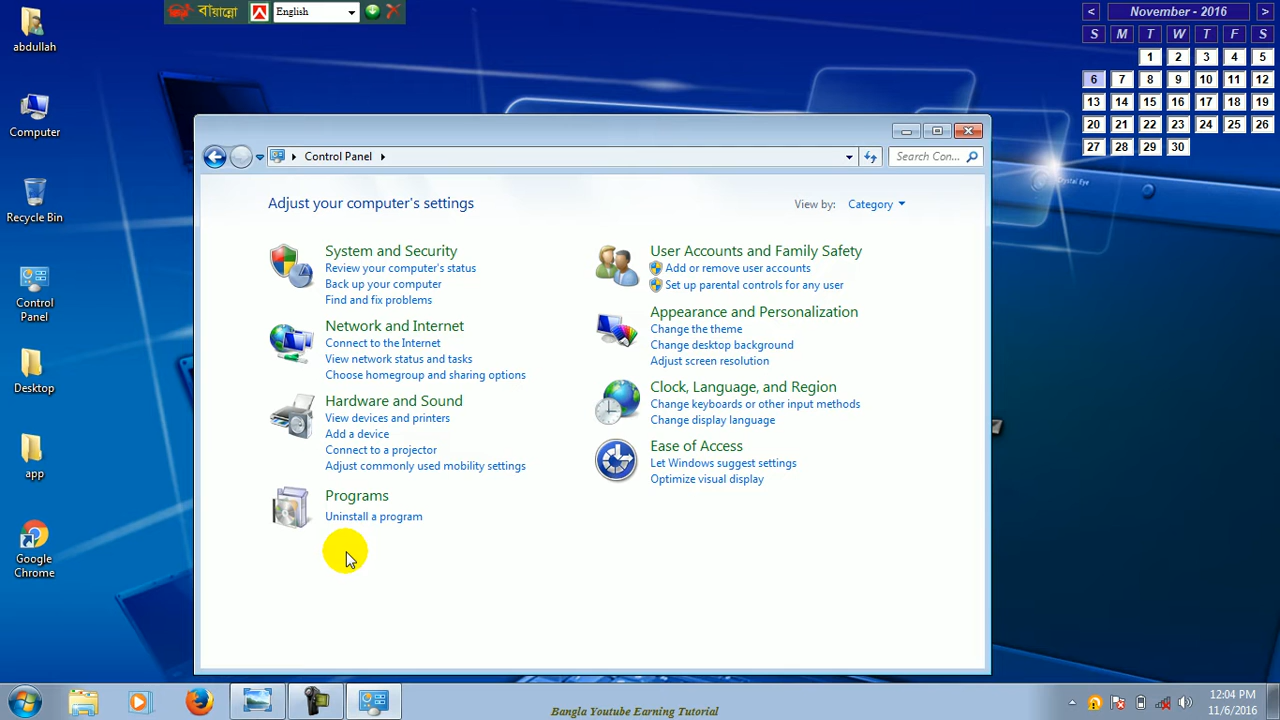 abdullah
Computer
Recycle Bin
Control
Panel
Desktop
app
Google
Chrome
বায়ান্নো
English
November - 2016
S M T W T F S
1 2 3 4 5
6 7 8 9 10 11 12
13 14 15 16 17 18 19
20 21 22 23 24 25 26
27 28 29 30
Crystal Eye
Control Panel
Search Con...
Adjust your computer's settings
View by: Category
System and Security
Review your computer's status
Back up your computer
Find and fix problems
Network and Internet
Connect to the Internet
View network status and tasks
Choose homegroup and sharing options
Hardware and Sound
View devices and printers
Add a device
Connect to a projector
Adjust commonly used mobility settings
Programs
Uninstall a program
User Accounts and Family Safety
Add or remove user accounts
Set up parental controls for any user
Appearance and Personalization
Change the theme
Change desktop background
Adjust screen resolution
Clock, Language, and Region
Change keyboards or other input methods
Change display language
Ease of Access
Let Windows suggest settings
Optimize visual display
Bangla Youtube Earning Tutorial
12:04 PM
11/6/2016